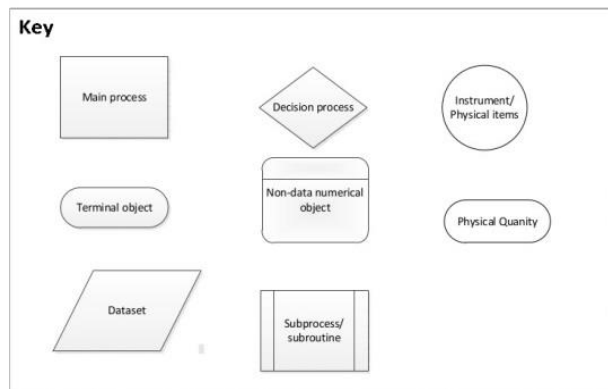 Key
Main process
Decision process
Instrument/
Physical items
Terminal object
Non-data numerical
object
Physical Quanity
Dataset
Subprocess/
subroutine